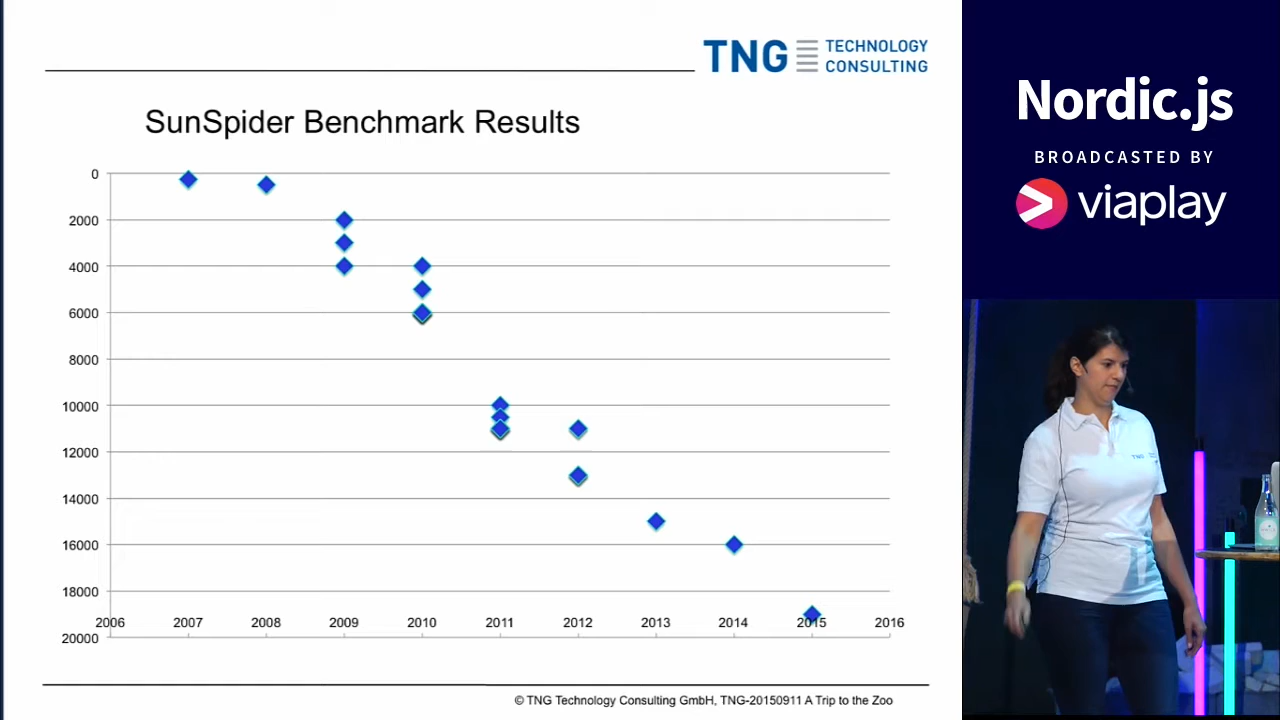 TNG TECHNOLOGY
CONSULTING
SunSpider Benchmark Results
0
2000
4000
6000
8000
10000
12000
14000
16000
18000
20000
2006 2007 2008 2009 2010 2011 2012 2013 2014 2015 2016
© TNG Technology Consulting GmbH, TNG-20150911 A Trip to the Zoo
Nordic.js
BROADCASTED BY
viaplay
TNG